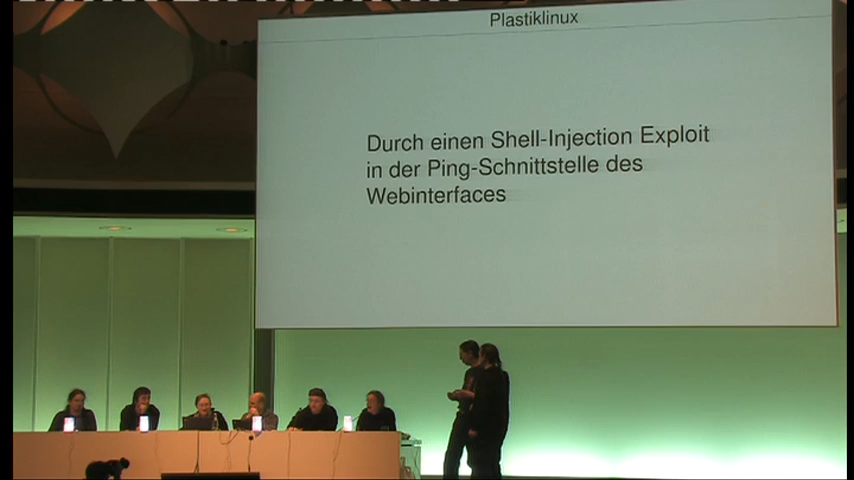 Plastiklinux
Durch einen Shell-Injection Exploit
in der Ping-Schnittstelle des
Webinterfaces